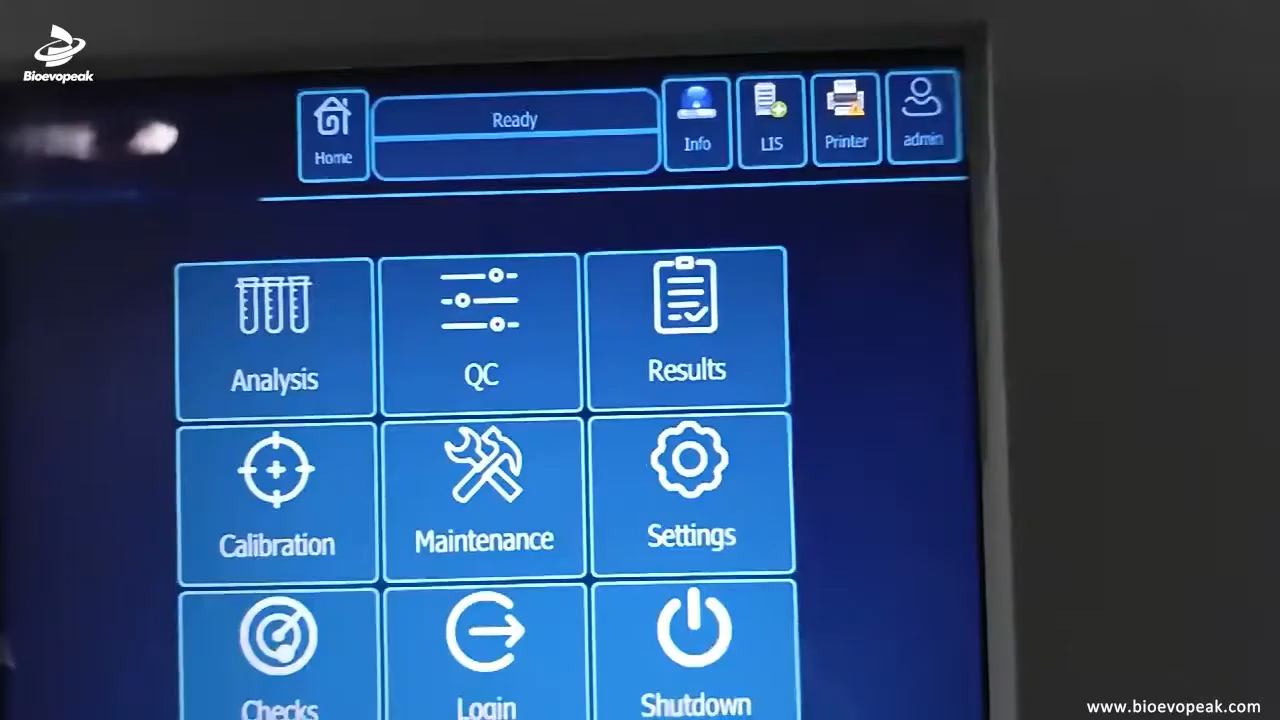 Bioevopeak
Home
Ready
Info
LIS
Printer
admin
Analysis
QC
Results
Calibration
Maintenance
Settings
Checks
Login
Shutdown
www.bioevopeak.com